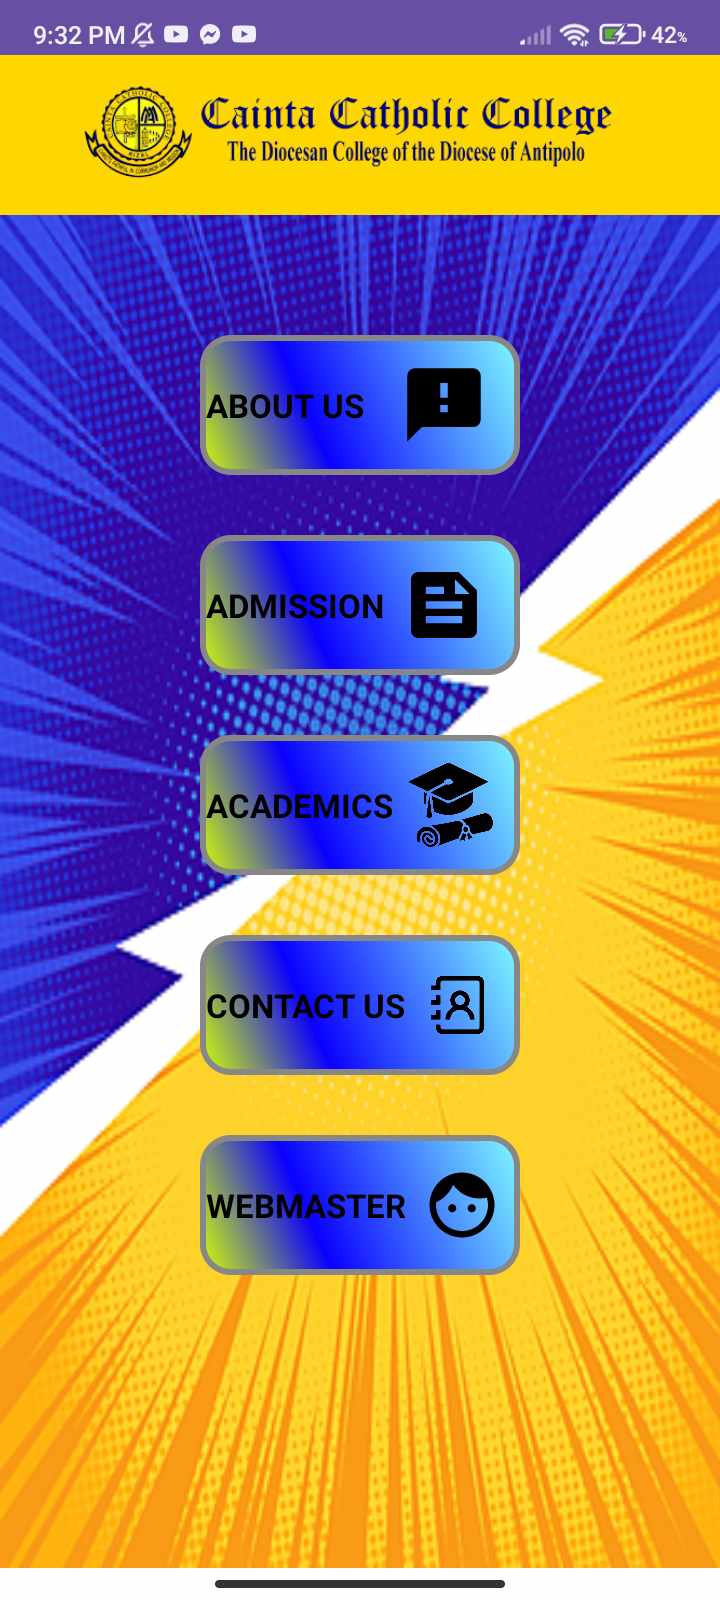 9:32 PM
42%
Cainta Catholic College
The Diocesan College of the Diocese of Antipolo
ABOUT US
ADMISSION
ACADEMICS
CONTACT US
WEBMASTER